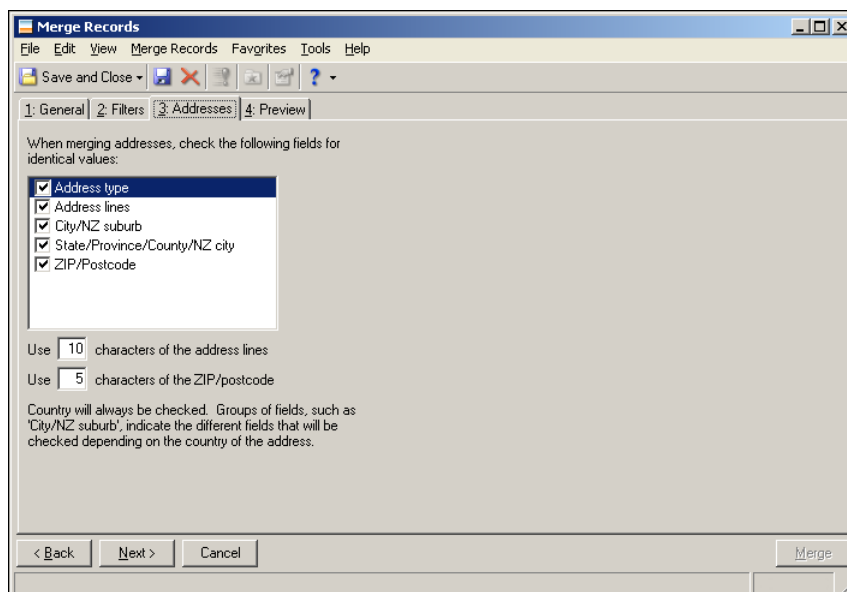 Merge Records
File Edit View Merge Records Favorites Tools Help
Save and Close ?
1: General 2: Filters 3: Addresses 4: Preview
When merging addresses, check the following fields for
identical values:
Address type
Address lines
City/NZ suburb
State/Province/County/NZ city
ZIP/Postcode
Use 10 characters of the address lines
Use 5 characters of the ZIP/postcode
Country will always be checked. Groups of fields, such as
'City/NZ suburb', indicate the different fields that will be
checked depending on the country of the address.
< Back Next > Cancel Merge